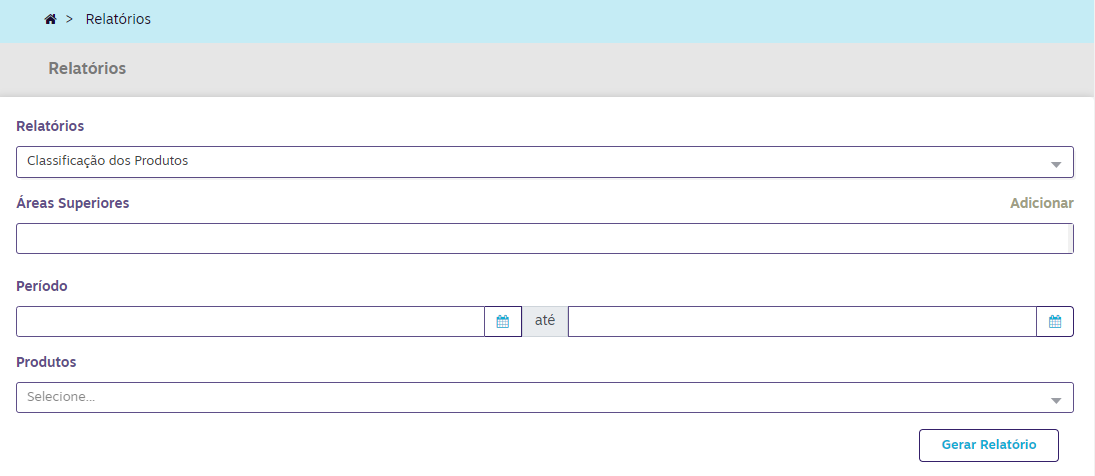 > Relatórios
Relatórios
Relatórios
Classificação dos Produtos
Áreas Superiores Adicionar
Período
até
Produtos
Selecione...
Gerar Relatório